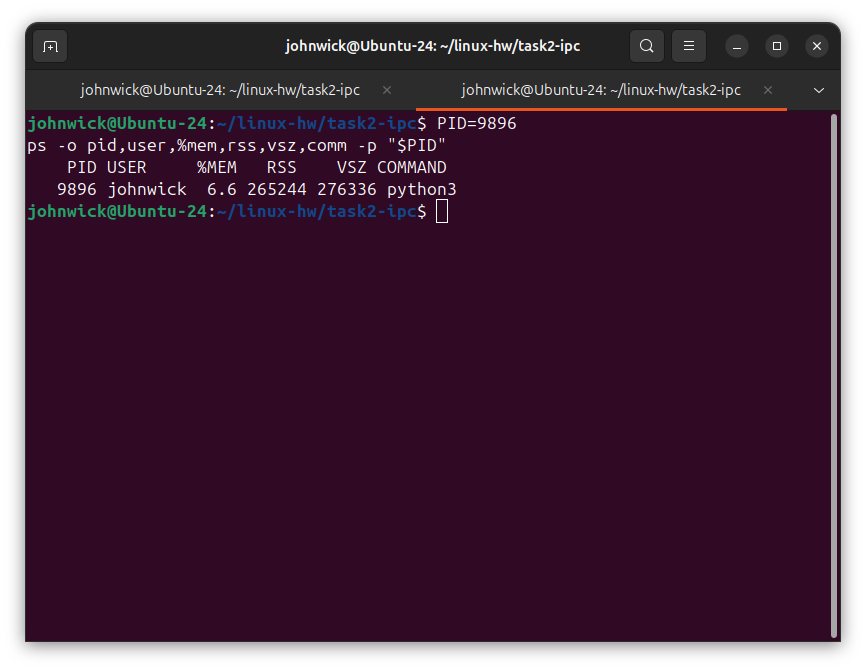 johnwick@Ubuntu-24: ~/linux-hw/task2-ipc
johnwick@Ubuntu-24: ~/linux-hw/task2-ipc johnwick@Ubuntu-24: ~/linux-hw/task2-ipc
johnwick@Ubuntu-24:~/linux-hw/task2-ipc$ PID=9896
ps -o pid,user,%mem,rss,vsz,comm -p "$PID"
    PID USER     %MEM   RSS    VSZ COMMAND
   9896 johnwick  6.6 265244 276336 python3
johnwick@Ubuntu-24:~/linux-hw/task2-ipc$